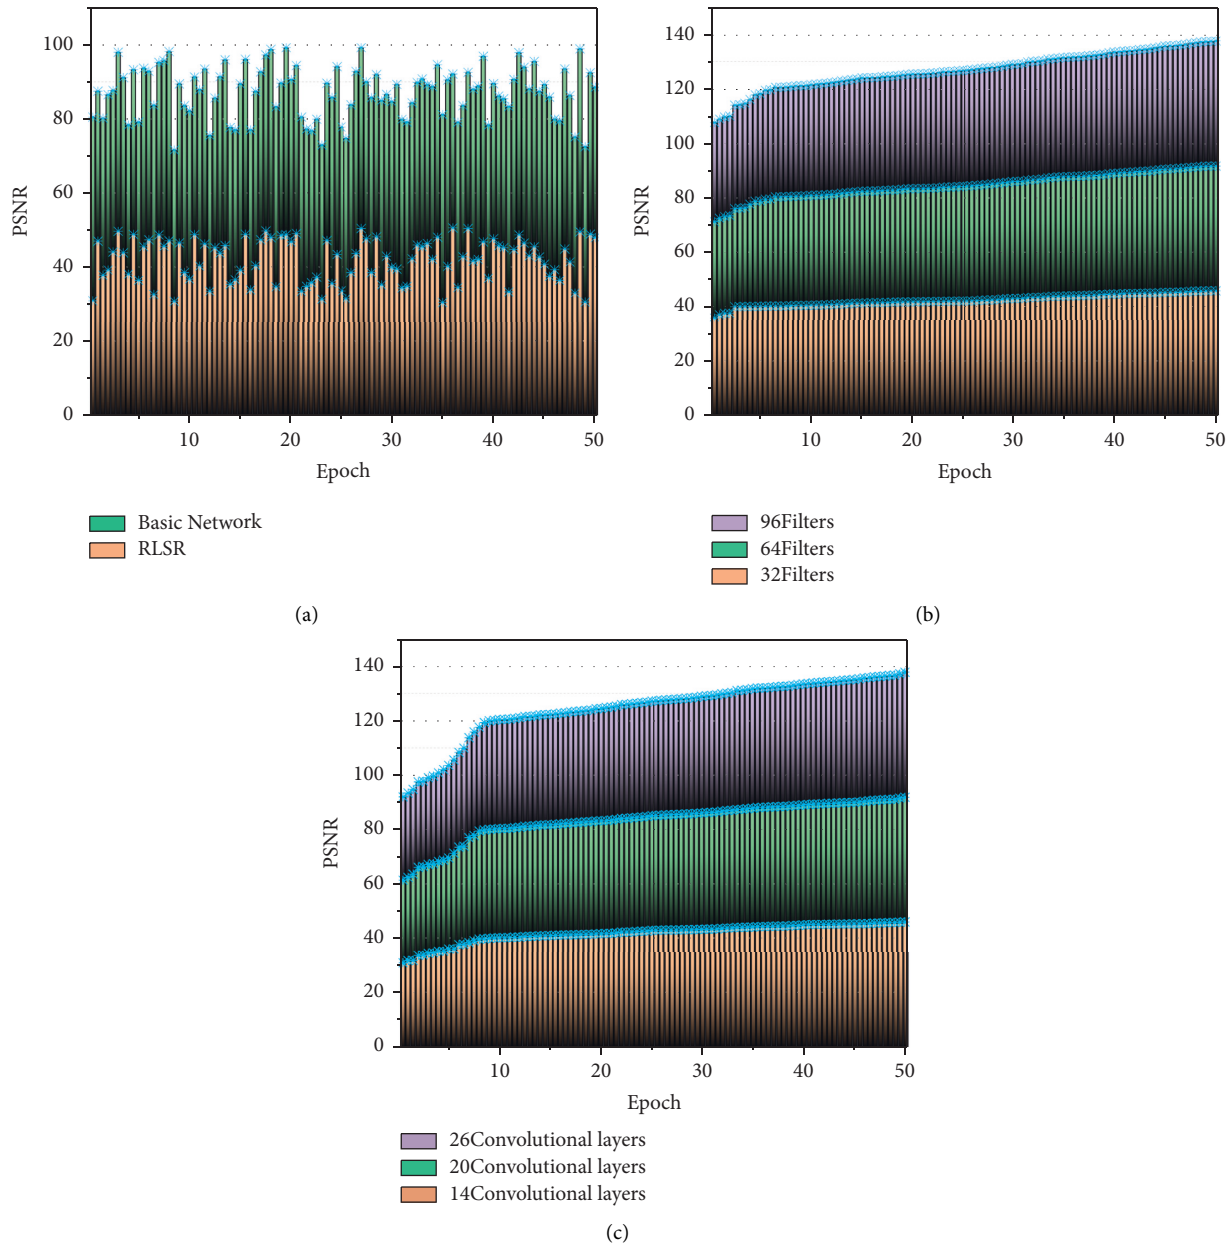 PSNR
100
80
60
40
20
0
10 20 30 40 50
Epoch
Basic Network
RLSR
(a)
PSNR
140
120
100
80
60
40
20
0
10 20 30 40 50
Epoch
96Filters
64Filters
32Filters
(b)
PSNR
140
120
100
80
60
40
20
0
10 20 30 40 50
Epoch
26Convolutional layers
20Convolutional layers
14Convolutional layers
(c)